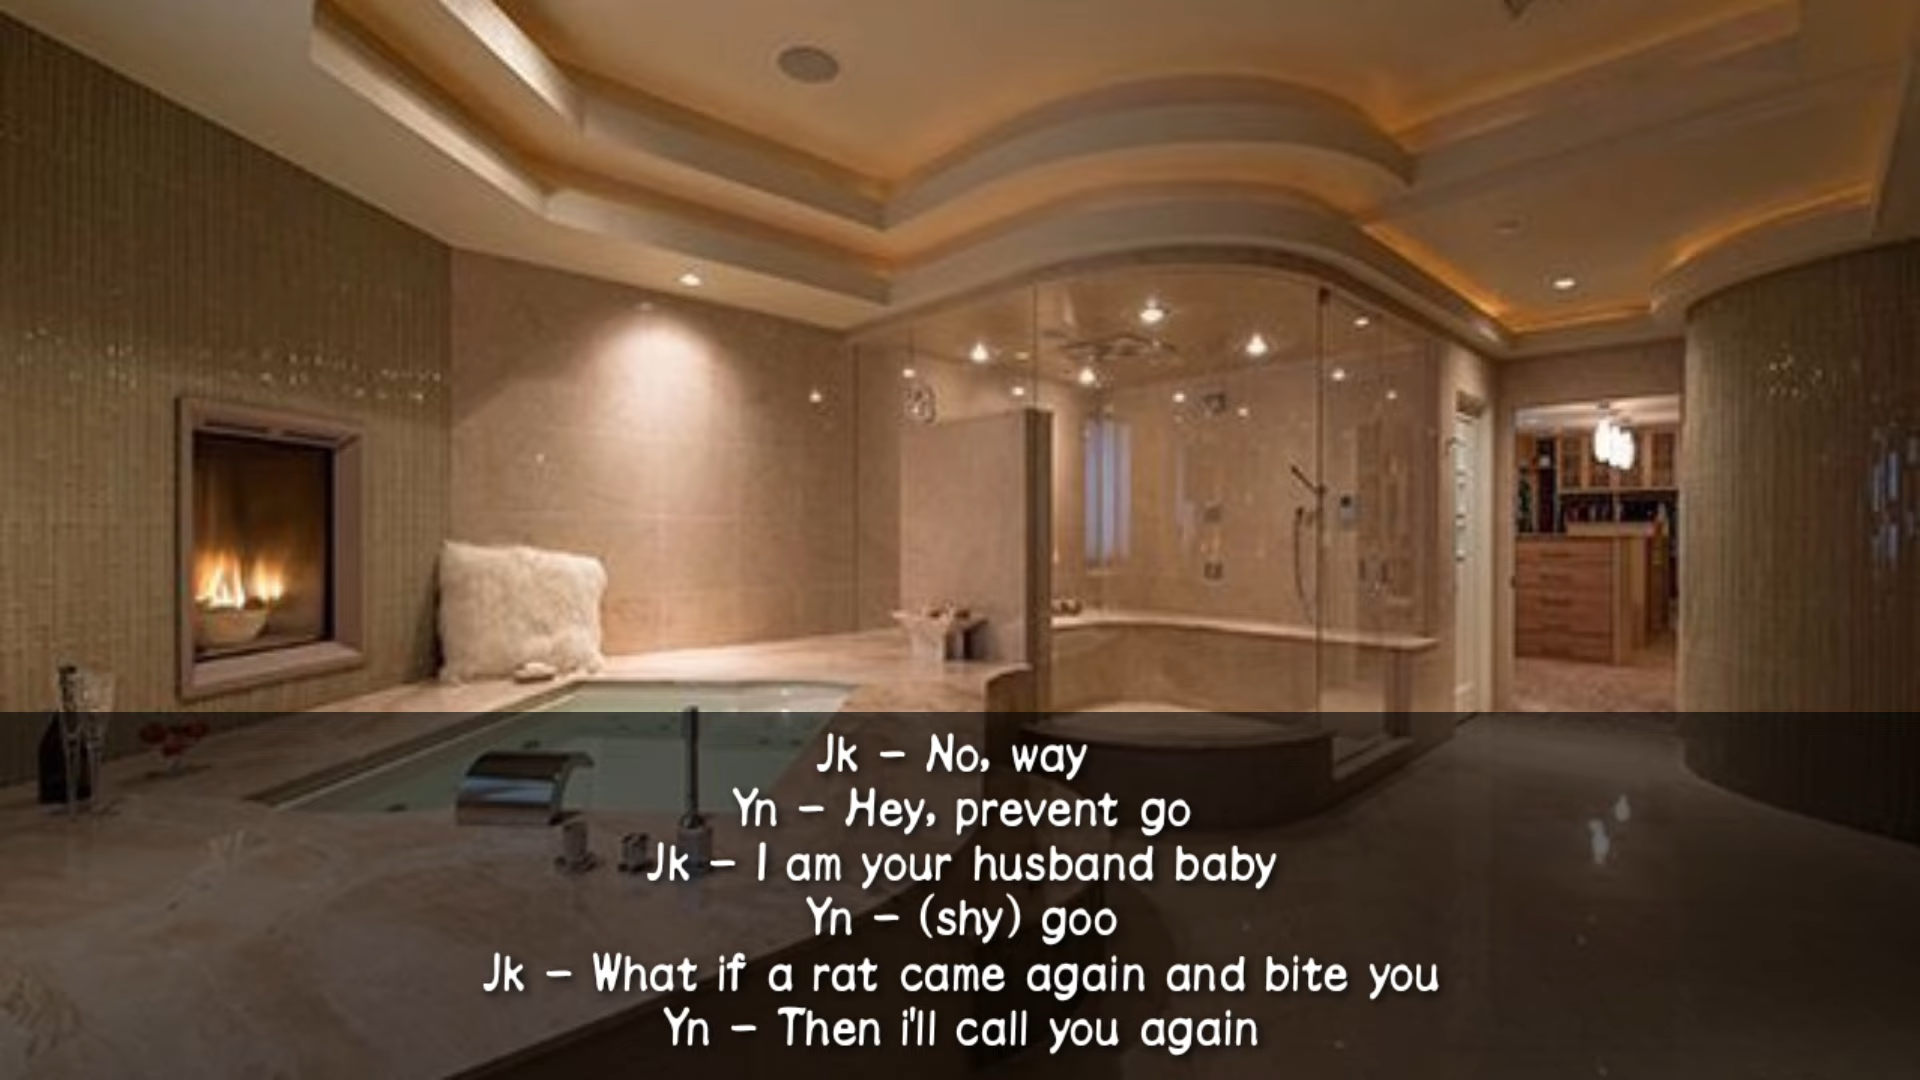 Jk - No, way
Yn - Hey, prevent go
Jk - I am your husband baby
Yn - (shy) goo
Jk - What if a rat came again and bite you
Yn - Then i'll call you again